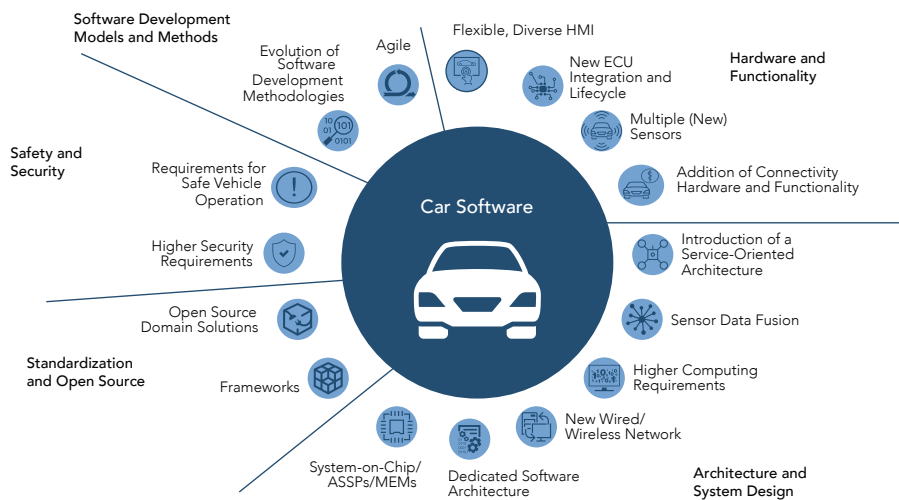 Software Development
Models and Methods
Evolution of
Software
Development
Methodologies
Agile
Flexible, Diverse HMI
New ECU
Integration and
Lifecycle
Hardware and
Functionality
Multiple (New)
Sensors
Addition of Connectivity
Hardware and Functionality
Safety and
Security
Requirements for
Safe Vehicle
Operation
Higher Security
Requirements
Car Software
Introduction of a
Service-Oriented
Architecture
Sensor Data Fusion
Higher Computing
Requirements
New Wired/
Wireless Network
Architecture and
System Design
Dedicated Software
Architecture
System-on-Chip/
ASSPs/MEMs
Standardization
and Open Source
Open Source
Domain Solutions
Frameworks
10
01
101
0101